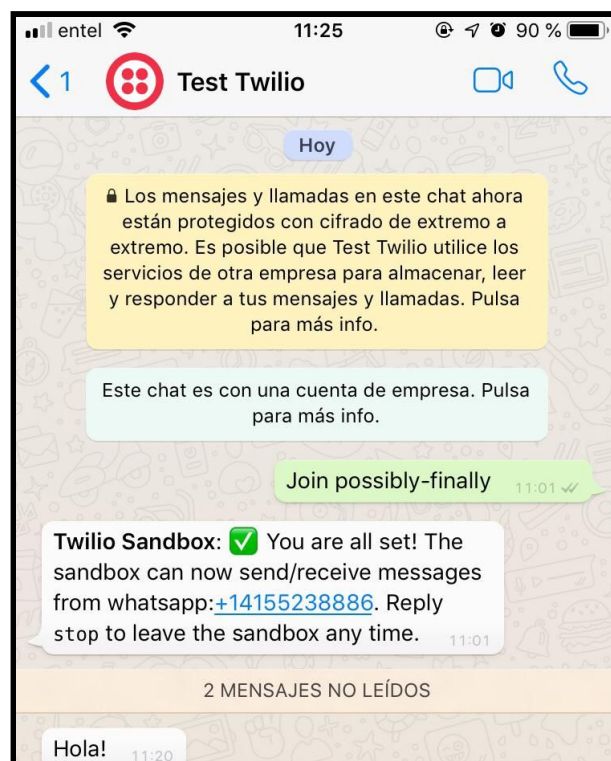 entel 11:25 90 %
1 Test Twilio
Hoy
Los mensajes y llamadas en este chat ahora
están protegidos con cifrado de extremo a
extremo. Es posible que Test Twilio utilice los
servicios de otra empresa para almacenar, leer
y responder a tus mensajes y llamadas. Pulsa
para más info.
Este chat es con una cuenta de empresa. Pulsa
para más info.
Join possibly-finally 11:01
Twilio Sandbox: ✅ You are all set! The
sandbox can now send/receive messages
from whatsapp:+14155238886. Reply
stop to leave the sandbox any time. 11:01
2 MENSAJES NO LEÍDOS
Hola! 11:20